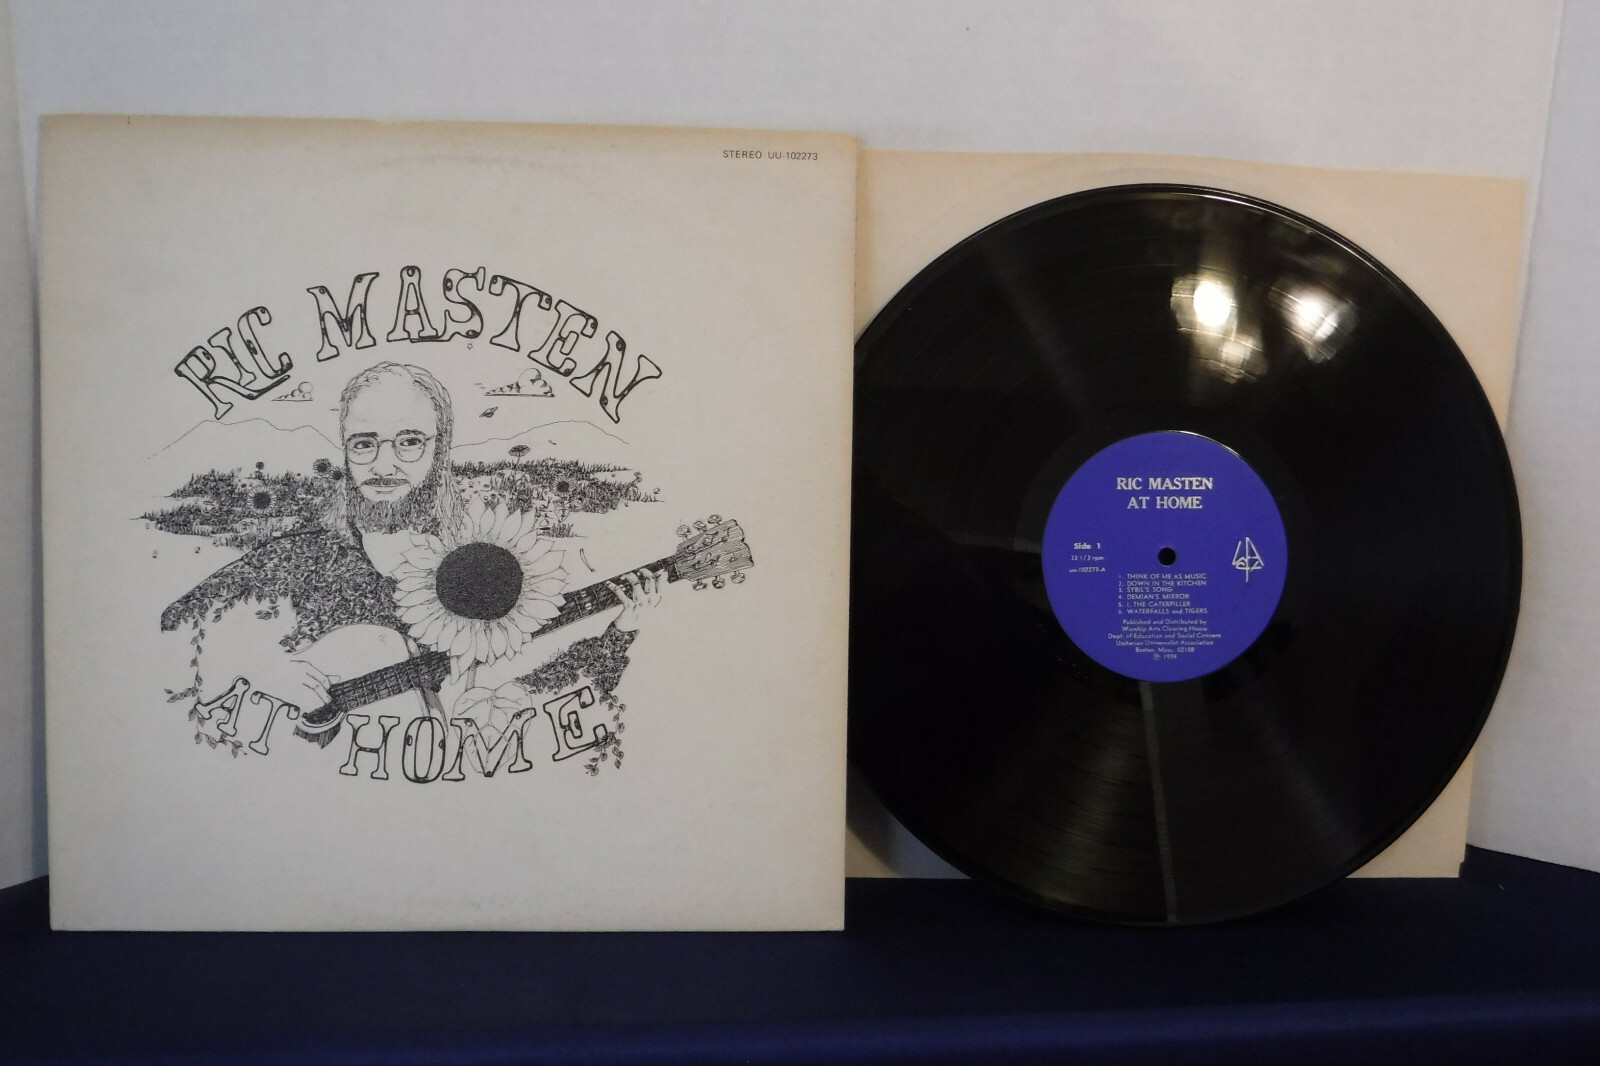 STEREO UU-102273
RIC MASTEN
AT HOME
RIC MASTEN
AT HOME
Side 1
33 1/3 rpm
UU-102273-A
1. THINK OF ME AS MUSIC
2. DOWN IN THE KITCHEN
3. SYBIL'S SONG
4. DEMIAN'S MIRROR
5. I, THE CATERPILLER
6. WATERFALLS and TIGERS
Published and Distributed by
Worship Arts Clearing House
Dept. of Education and Social Concern
Unitarian Universalist Association
Boston, Mass. 02108
℗ 1974